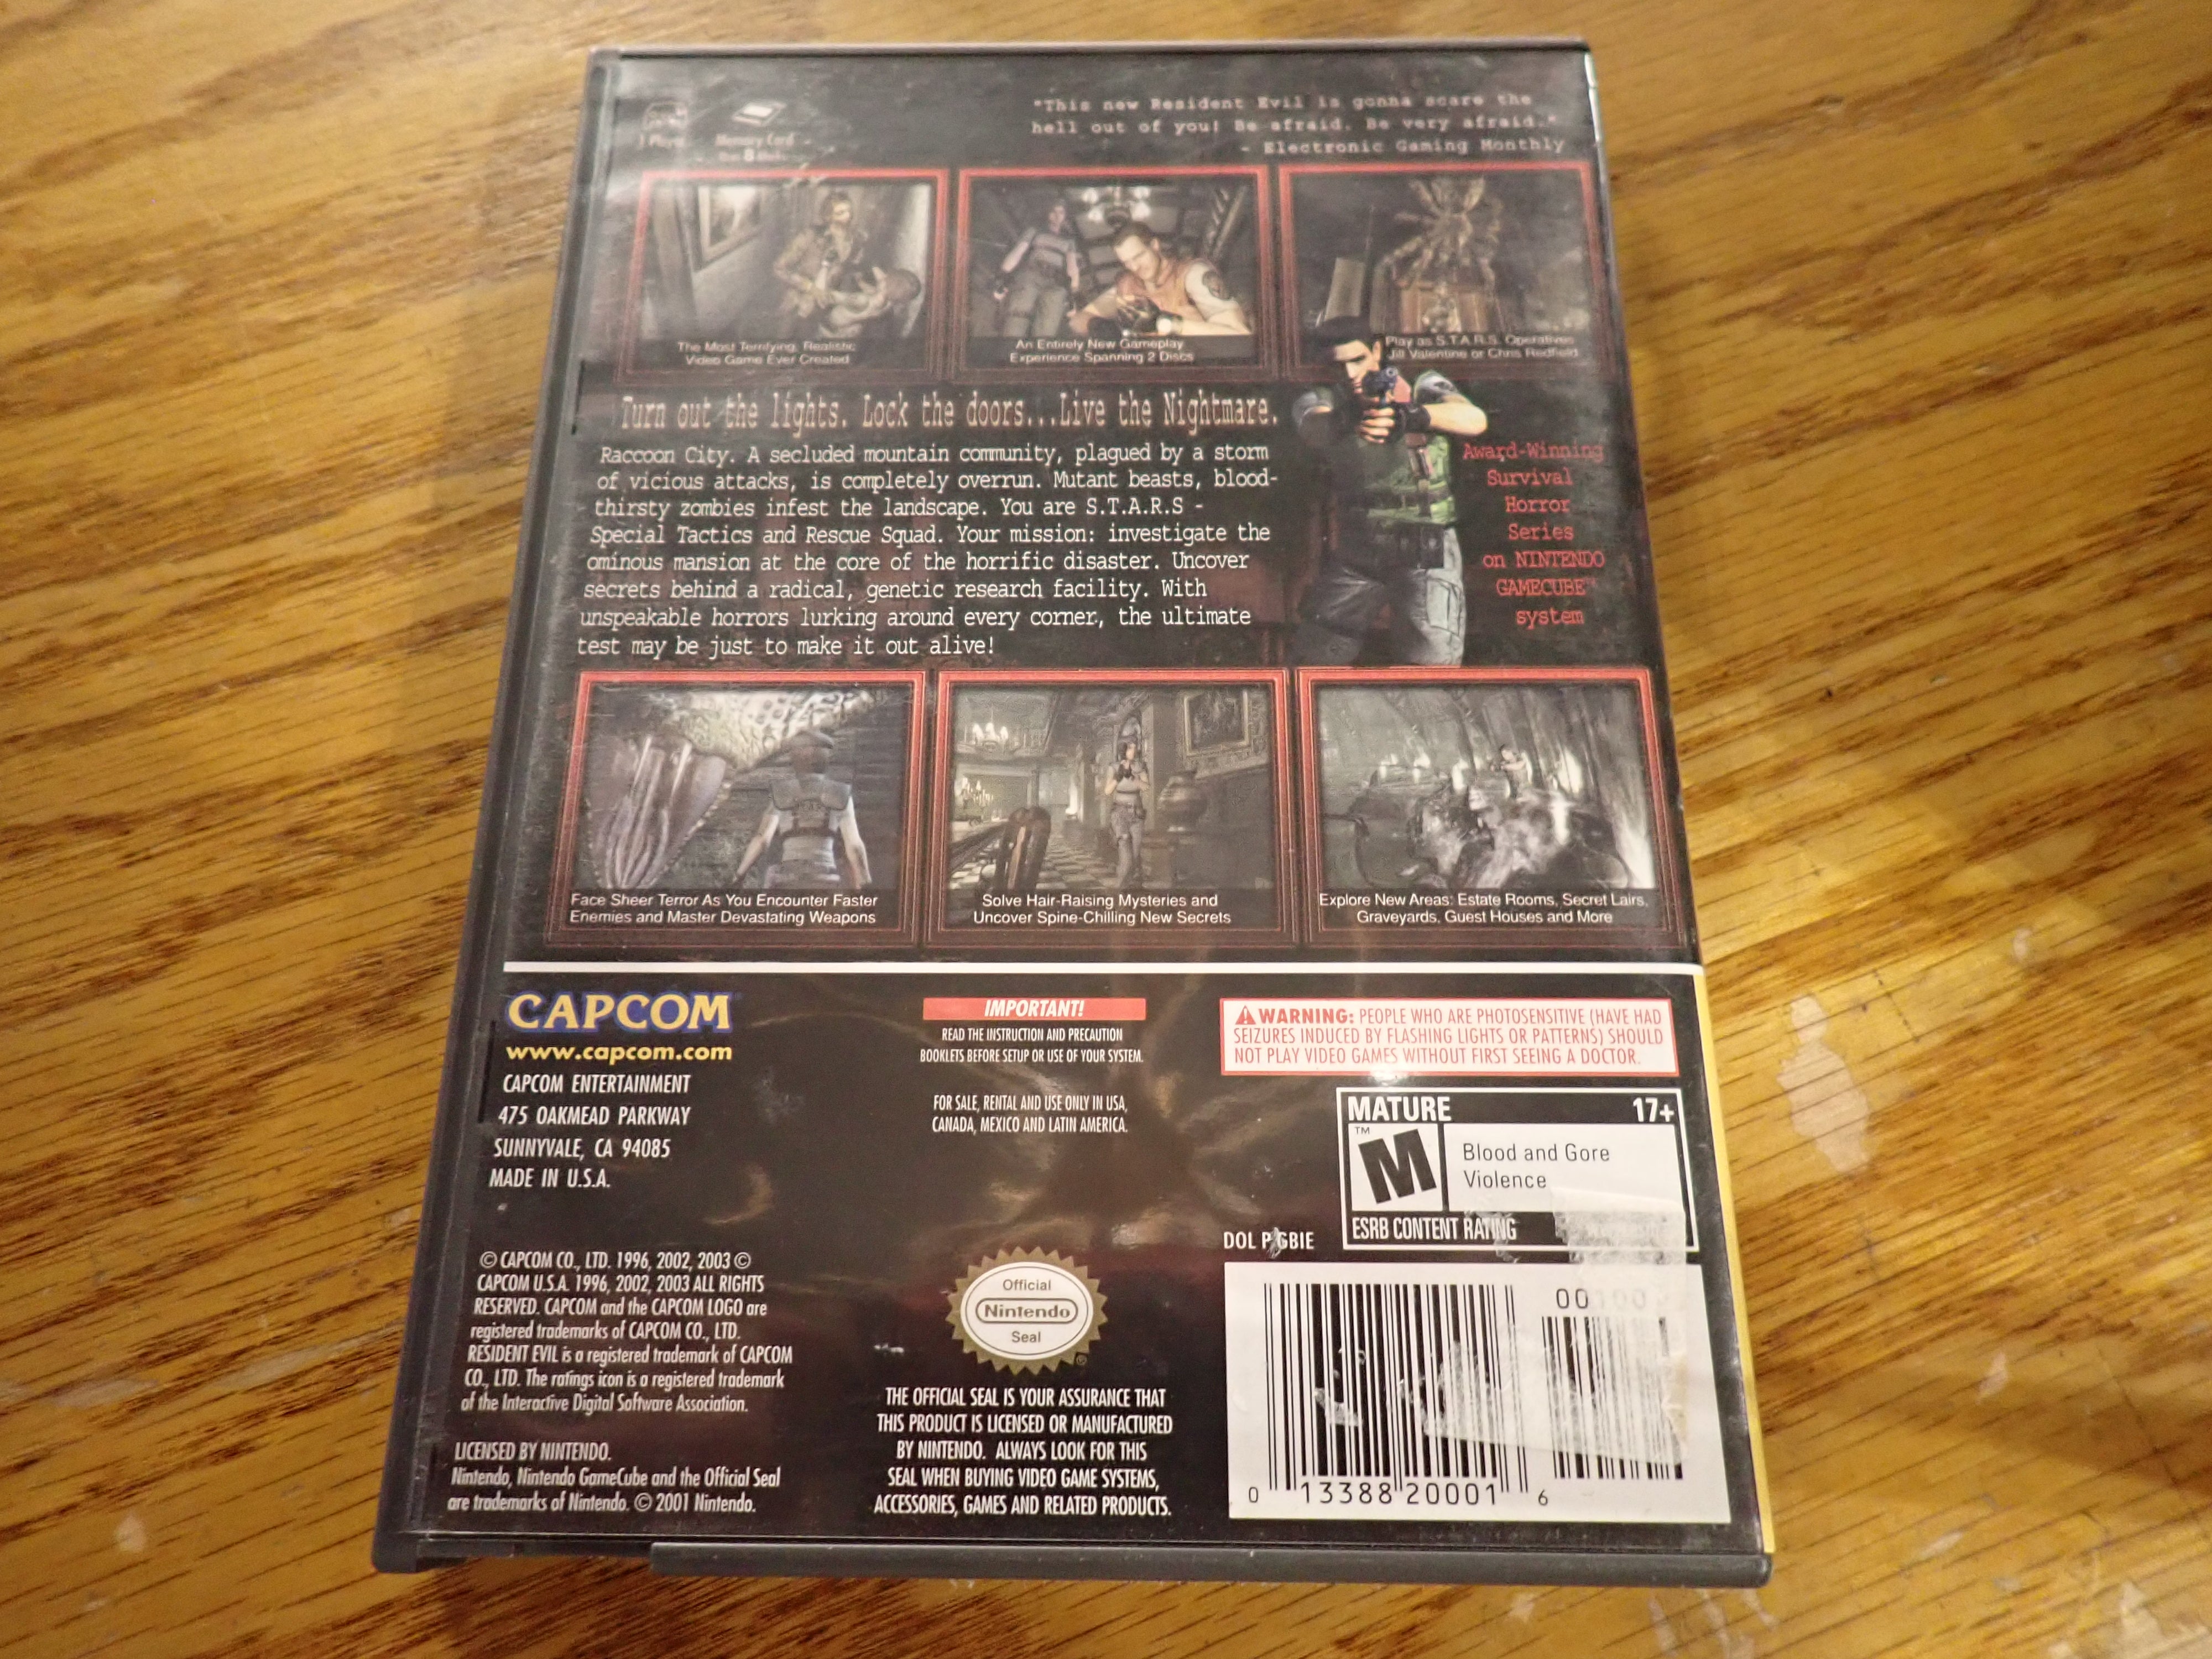 1 Player
Memory Card
8
"This new Resident Evil is gonna scare the
hell out of you! Be afraid. Be very afraid."
- Electronic Gaming Monthly
The Most Terrifying, Realistic
Video Game Ever Created
An Entirely New Gameplay
Experience Spanning 2 Discs
Play as S.T.A.R.S. Operatives
Jill Valentine or Chris Redfield
Turn out the lights. Lock the doors...Live the Nightmare.
Raccoon City. A secluded mountain community, plagued by a storm
of vicious attacks, is completely overrun. Mutant beasts, blood-
thirsty zombies infest the landscape. You are S.T.A.R.S -
Special Tactics and Rescue Squad. Your mission: investigate the
ominous mansion at the core of the horrific disaster. Uncover
secrets behind a radical, genetic research facility. With
unspeakable horrors lurking around every corner, the ultimate
test may be just to make it out alive!
Award-Winning
Survival
Horror
Series
on NINTENDO
GAMECUBE™
system
Face Sheer Terror As You Encounter Faster
Enemies and Master Devastating Weapons
Solve Hair-Raising Mysteries and
Uncover Spine-Chilling New Secrets
Explore New Areas: Estate Rooms, Secret Lairs,
Graveyards, Guest Houses and More
CAPCOM
www.capcom.com
CAPCOM ENTERTAINMENT
475 OAKMEAD PARKWAY
SUNNYVALE, CA 94085
MADE IN U.S.A.
© CAPCOM CO., LTD. 1996, 2002, 2003 ©
CAPCOM U.S.A. 1996, 2002, 2003 ALL RIGHTS
RESERVED. CAPCOM and the CAPCOM LOGO are
registered trademarks of CAPCOM CO., LTD.
RESIDENT EVIL is a registered trademark of CAPCOM
CO., LTD. The ratings icon is a registered trademark
of the Interactive Digital Software Association.
LICENSED BY NINTENDO.
Nintendo, Nintendo GameCube and the Official Seal
are trademarks of Nintendo. © 2001 Nintendo.
IMPORTANT!
READ THE INSTRUCTION AND PRECAUTION
BOOKLETS BEFORE SETUP OR USE OF YOUR SYSTEM.
FOR SALE, RENTAL AND USE ONLY IN USA,
CANADA, MEXICO AND LATIN AMERICA.
Official
Nintendo
Seal
®
THE OFFICIAL SEAL IS YOUR ASSURANCE THAT
THIS PRODUCT IS LICENSED OR MANUFACTURED
BY NINTENDO. ALWAYS LOOK FOR THIS
SEAL WHEN BUYING VIDEO GAME SYSTEMS,
ACCESSORIES, GAMES AND RELATED PRODUCTS.
WARNING: PEOPLE WHO ARE PHOTOSENSITIVE (HAVE HAD
SEIZURES INDUCED BY FLASHING LIGHTS OR PATTERNS) SHOULD
NOT PLAY VIDEO GAMES WITHOUT FIRST SEEING A DOCTOR.
MATURE 17+
™
M
Blood and Gore
Violence
ESRB CONTENT RATING
DOL P GBIE
00100
0 13388 20001 6